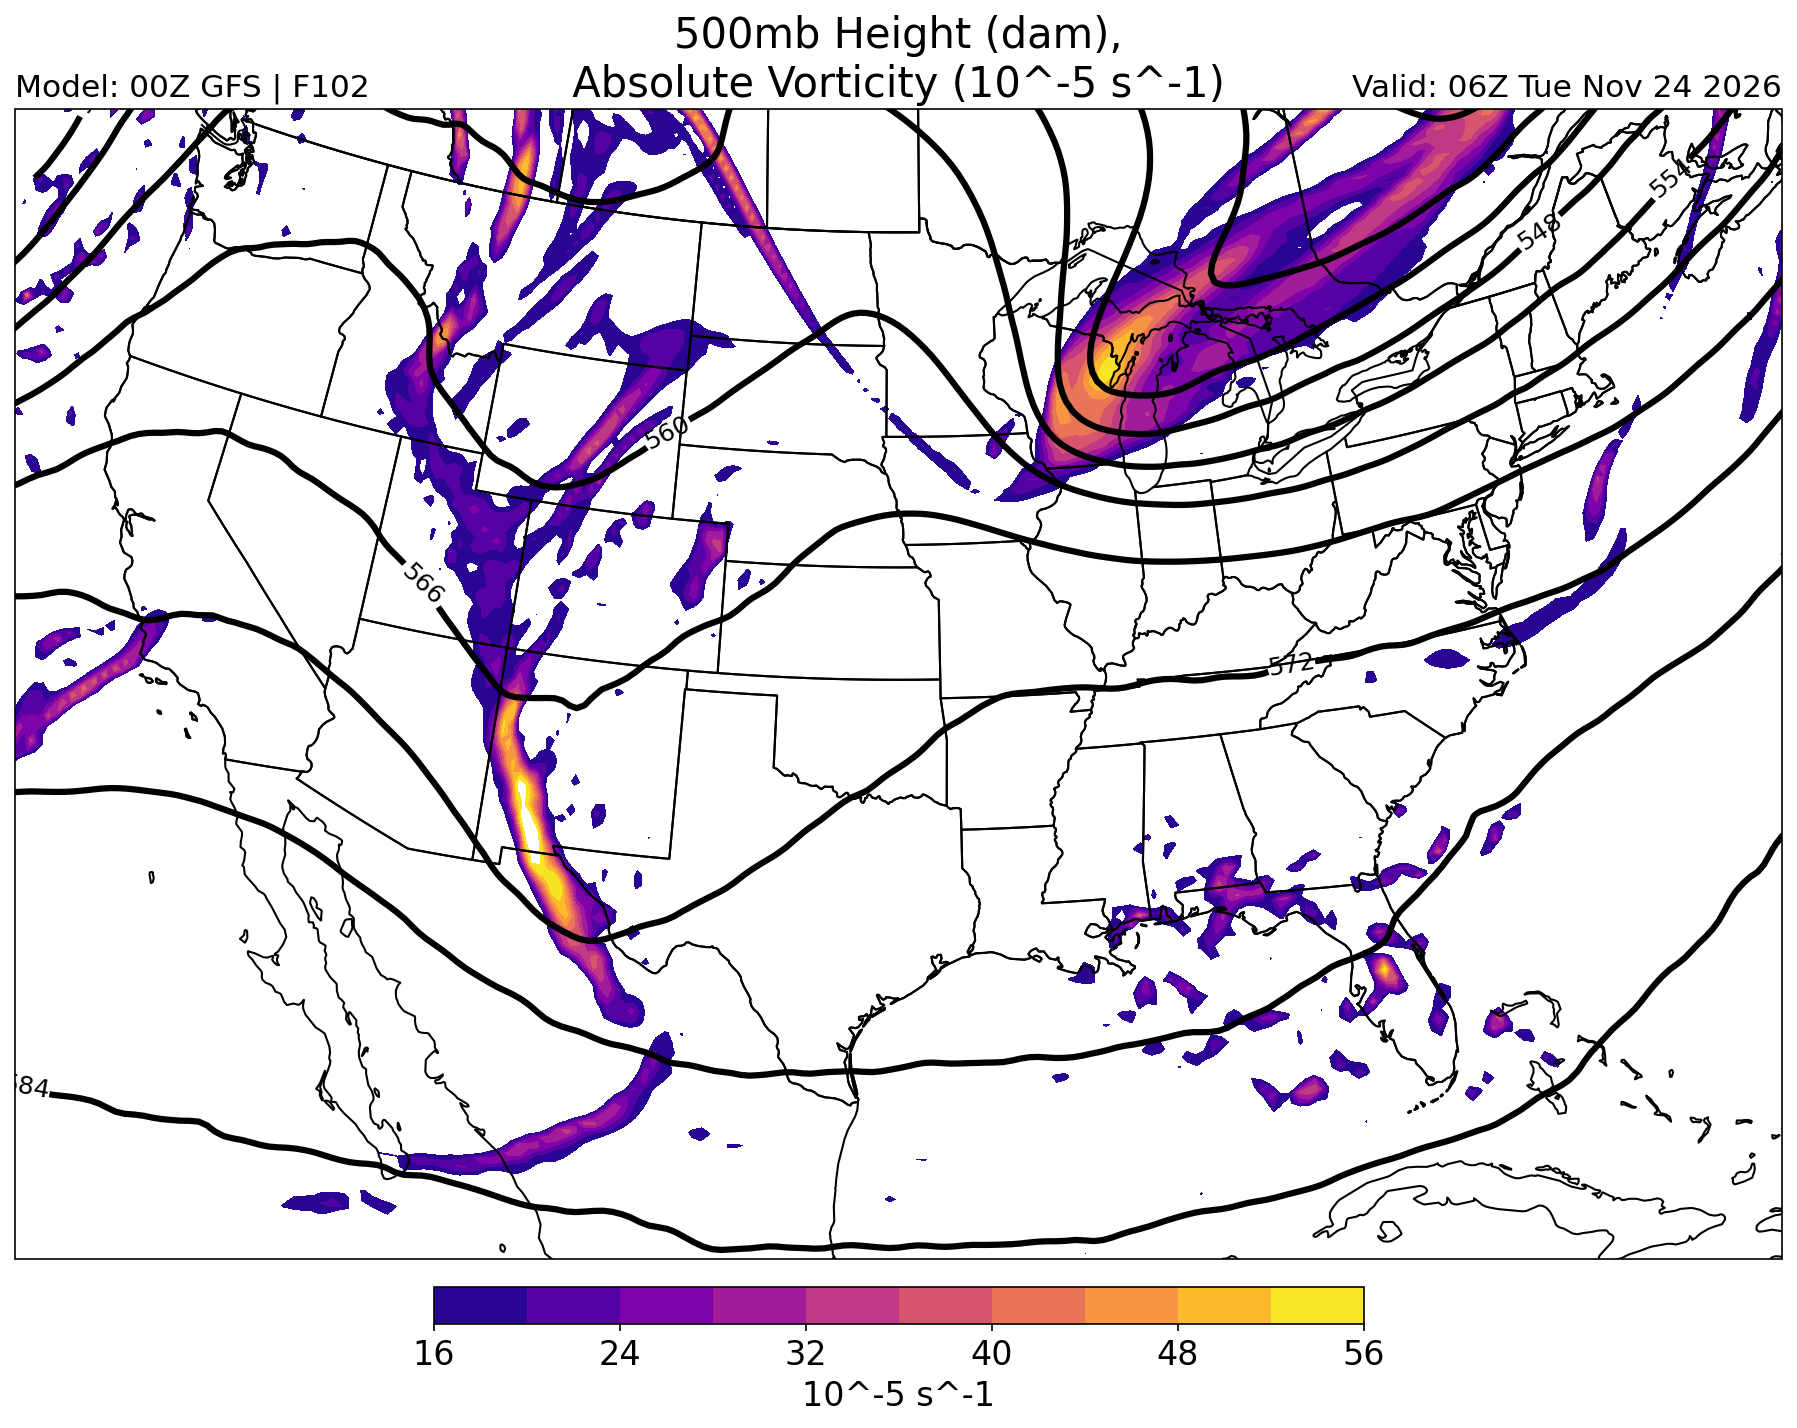 500mb Height (dam),
Model: 00Z GFS | F102
Absolute Vorticity (10^-5 s^-1)
Valid: 06Z Tue Nov 24 2026
554
548
560
566
572
584
16 24 32 40 48 56
10^-5 s^-1